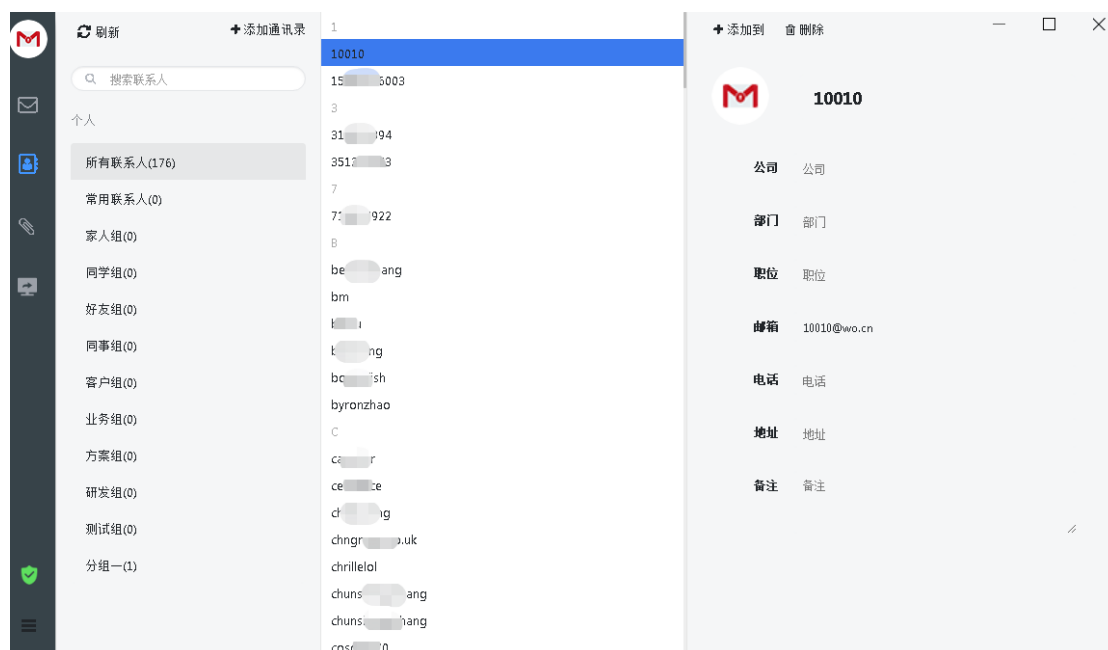 刷新
添加通讯录
搜索联系人
个人
所有联系人(176)
常用联系人(0)
家人组(0)
同学组(0)
好友组(0)
同事组(0)
客户组(0)
业务组(0)
方案组(0)
研发组(0)
测试组(0)
分组一(1)
1
10010
3
7
B
bm
byronzhao
C
chrillelol
添加到
删除
10010
公司 公司
部门 部门
职位 职位
邮箱 10010@wo.cn
电话 电话
地址 地址
备注 备注